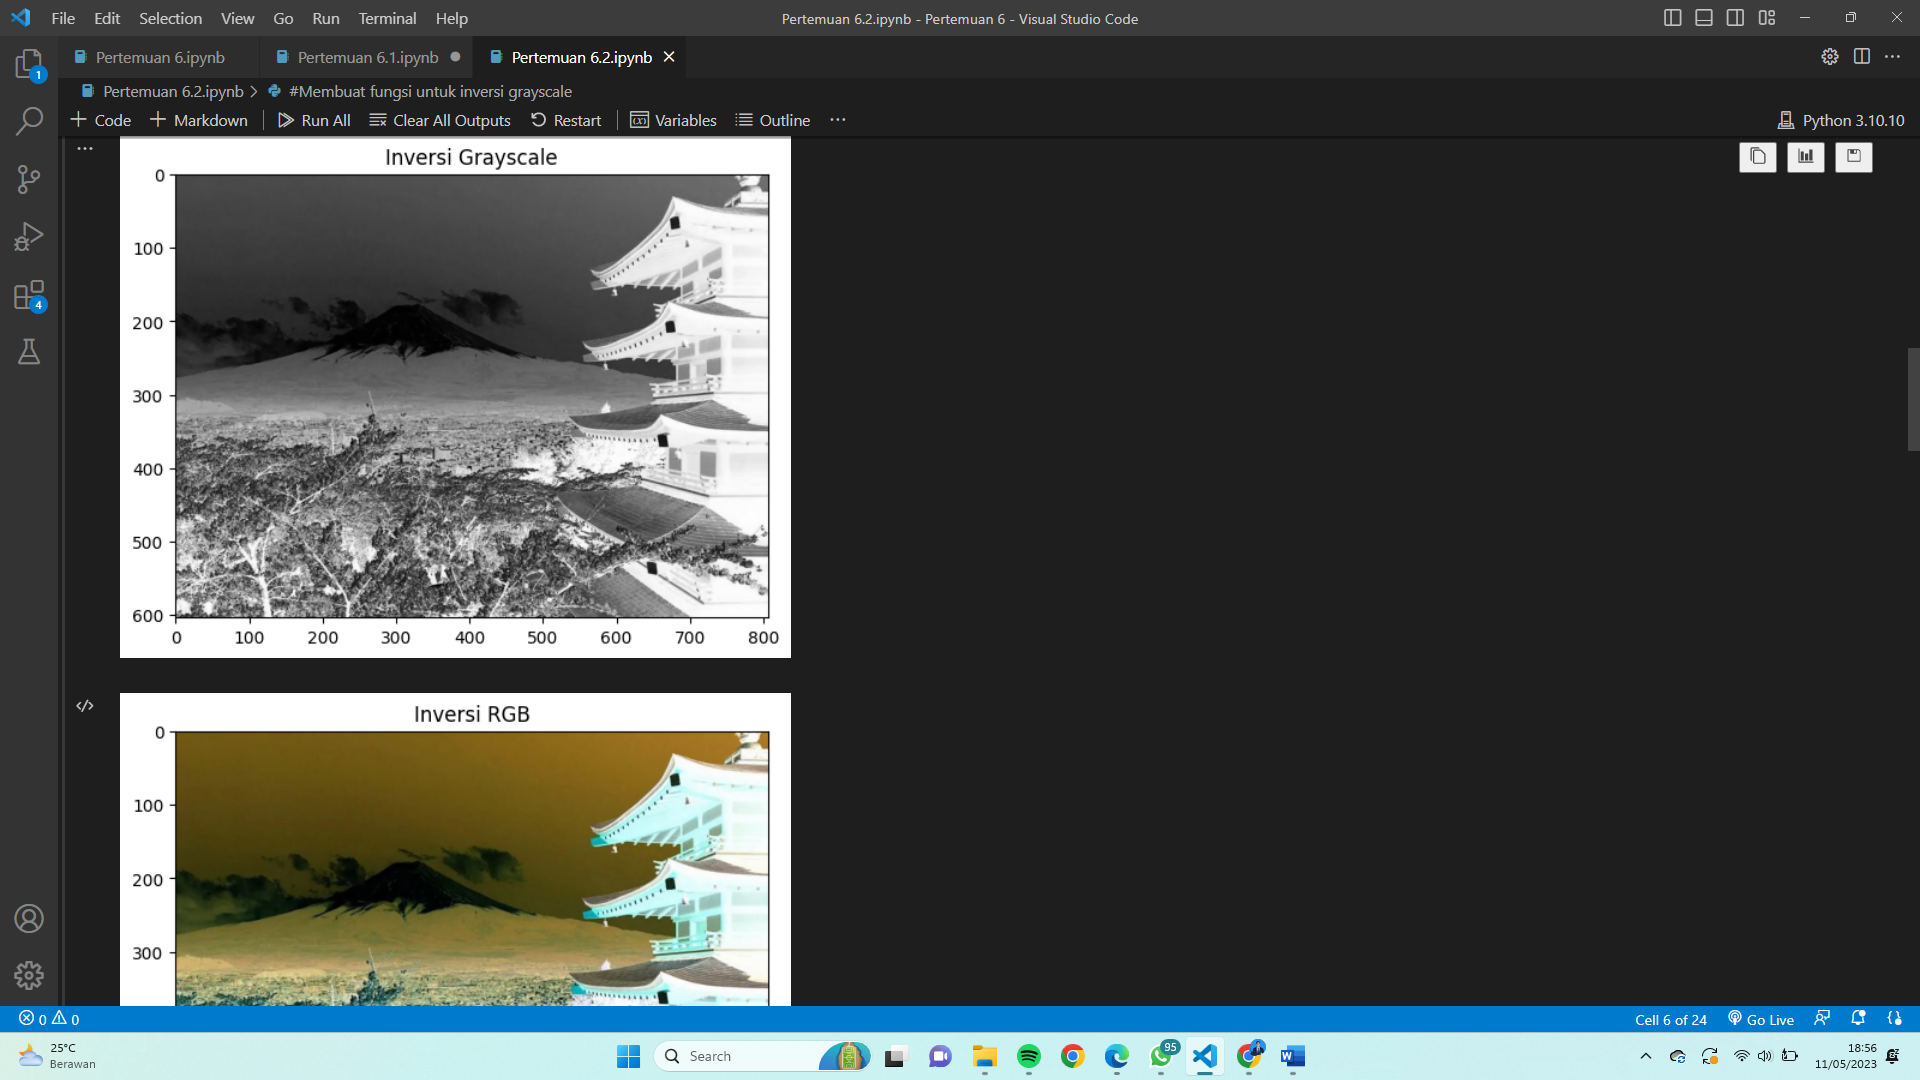 File Edit Selection View Go Run Terminal Help
Pertemuan 6.2.ipynb - Pertemuan 6 - Visual Studio Code
Pertemuan 6.ipynb
Pertemuan 6.1.ipynb
Pertemuan 6.2.ipynb
Pertemuan 6.2.ipynb > #Membuat fungsi untuk inversi grayscale
+ Code + Markdown Run All Clear All Outputs Restart Variables Outline ...
Python 3.10.10
1
4
Inversi Grayscale
0
100
200
300
400
500
600
0 100 200 300 400 500 600 700 800
Inversi RGB
0
100
200
300
0 0
Cell 6 of 24
Go Live
25°C
Berawan
Search
95
18:56
11/05/2023